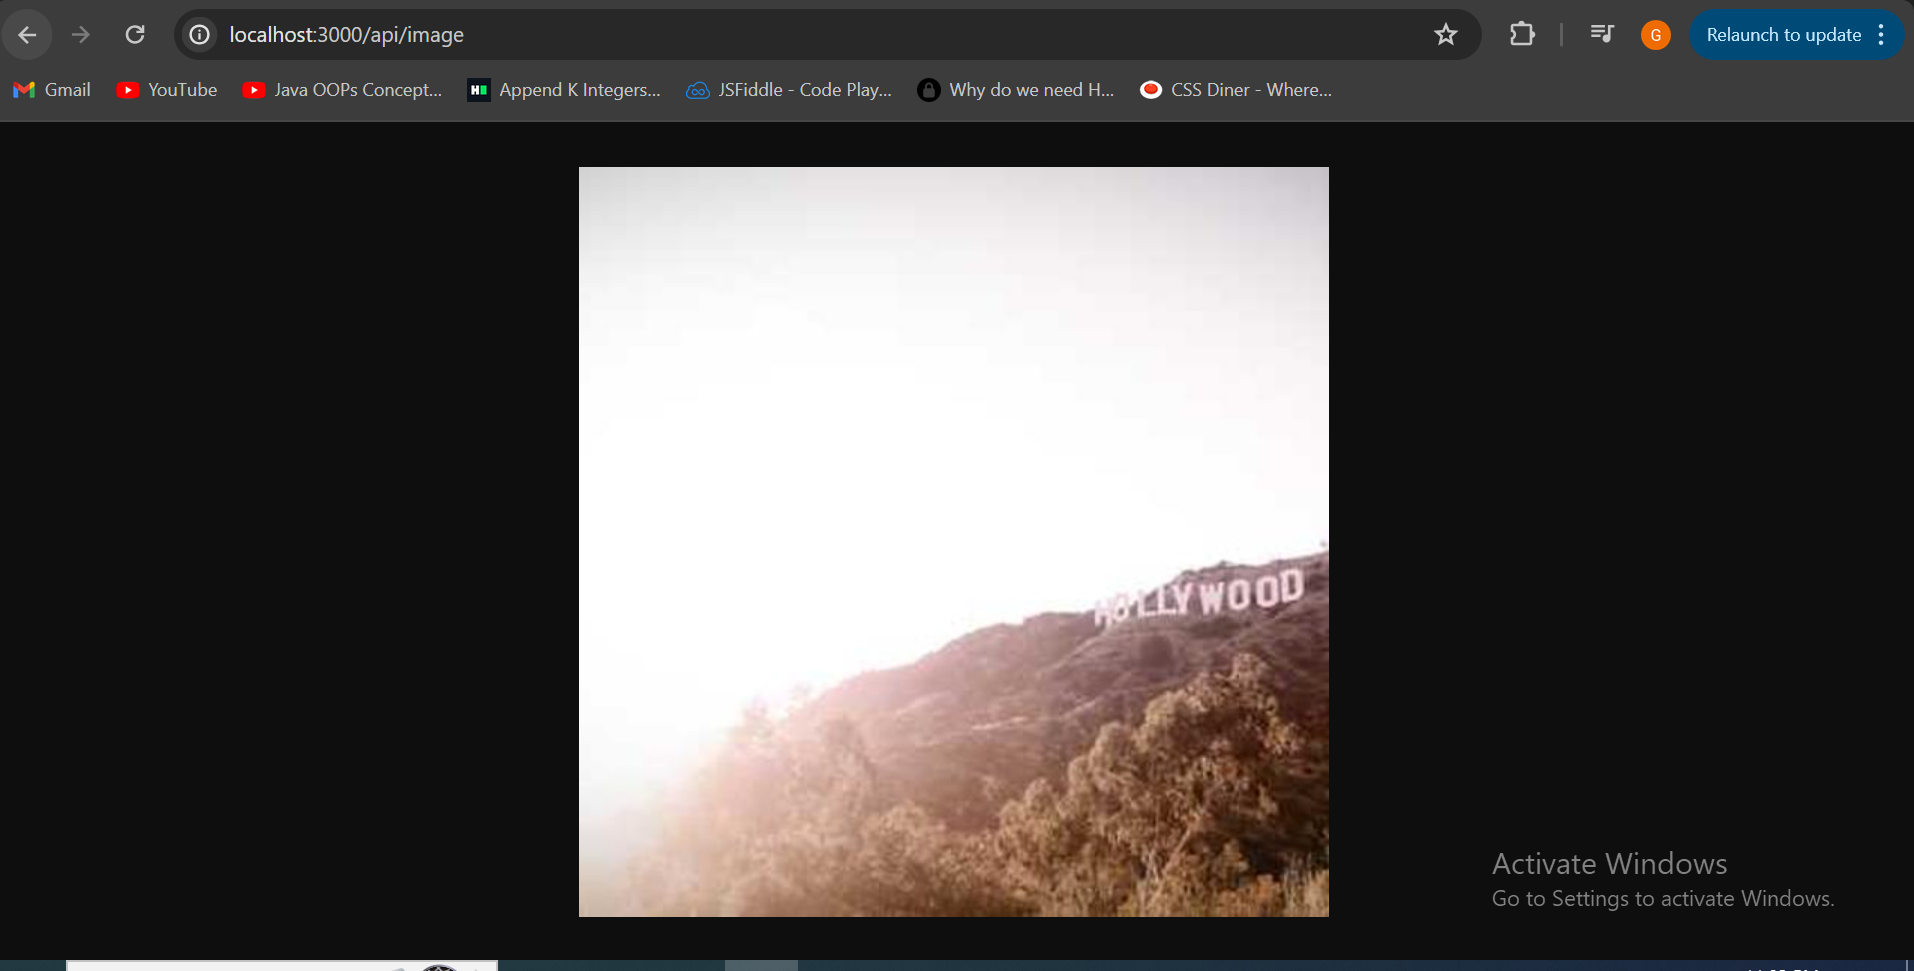 localhost:3000/api/image
G
Relaunch to update
Gmail
YouTube
Java OOPs Concept...
Append K Integers...
JSFiddle - Code Play...
Why do we need H...
CSS Diner - Where...
HOLLYWOOD
Activate Windows
Go to Settings to activate Windows.